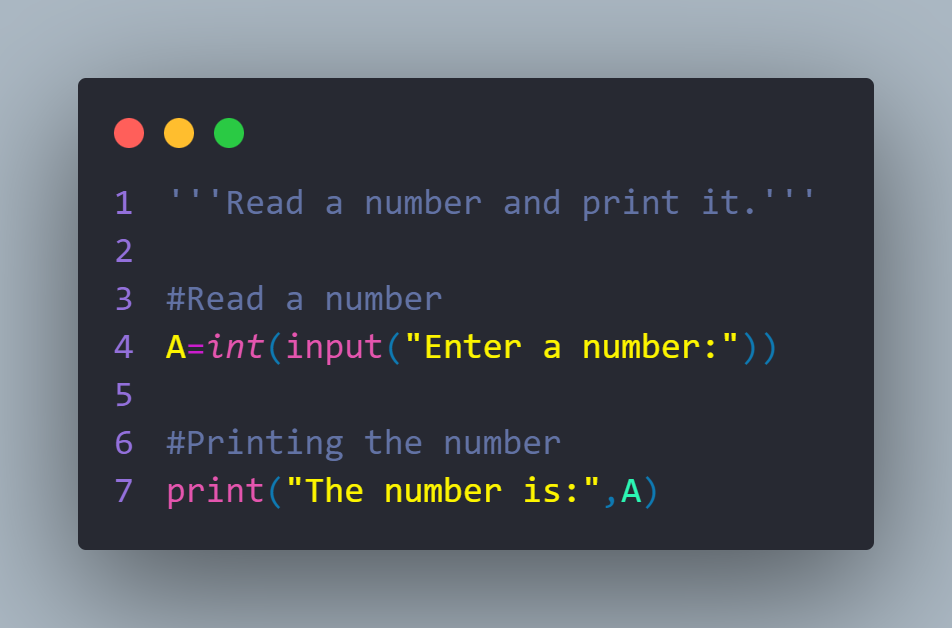 1 '''Read a number and print it.'''
2
3 #Read a number
4 A=int(input("Enter a number:"))
5
6 #Printing the number
7 print("The number is:",A)